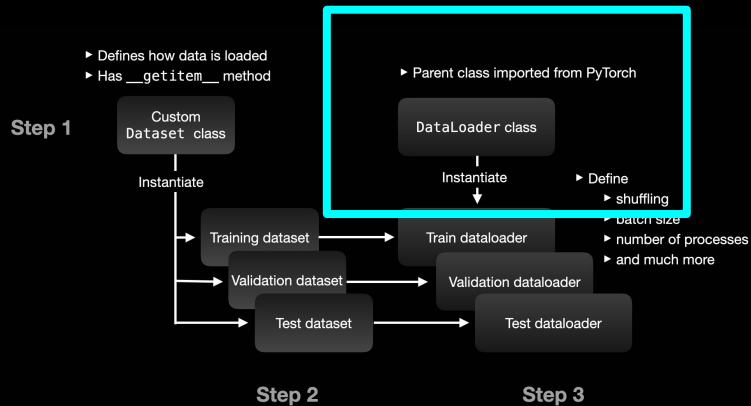 ▸ Defines how data is loaded
▸ Has __getitem__ method
▸ Parent class imported from PyTorch
Step 1
Custom
Dataset class
DataLoader class
Instantiate
Instantiate
▸ Define
▸ shuffling
▸ batch size
▸ number of processes
▸ and much more
Training dataset
Train dataloader
Validation dataset
Validation dataloader
Test dataset
Test dataloader
Step 2
Step 3